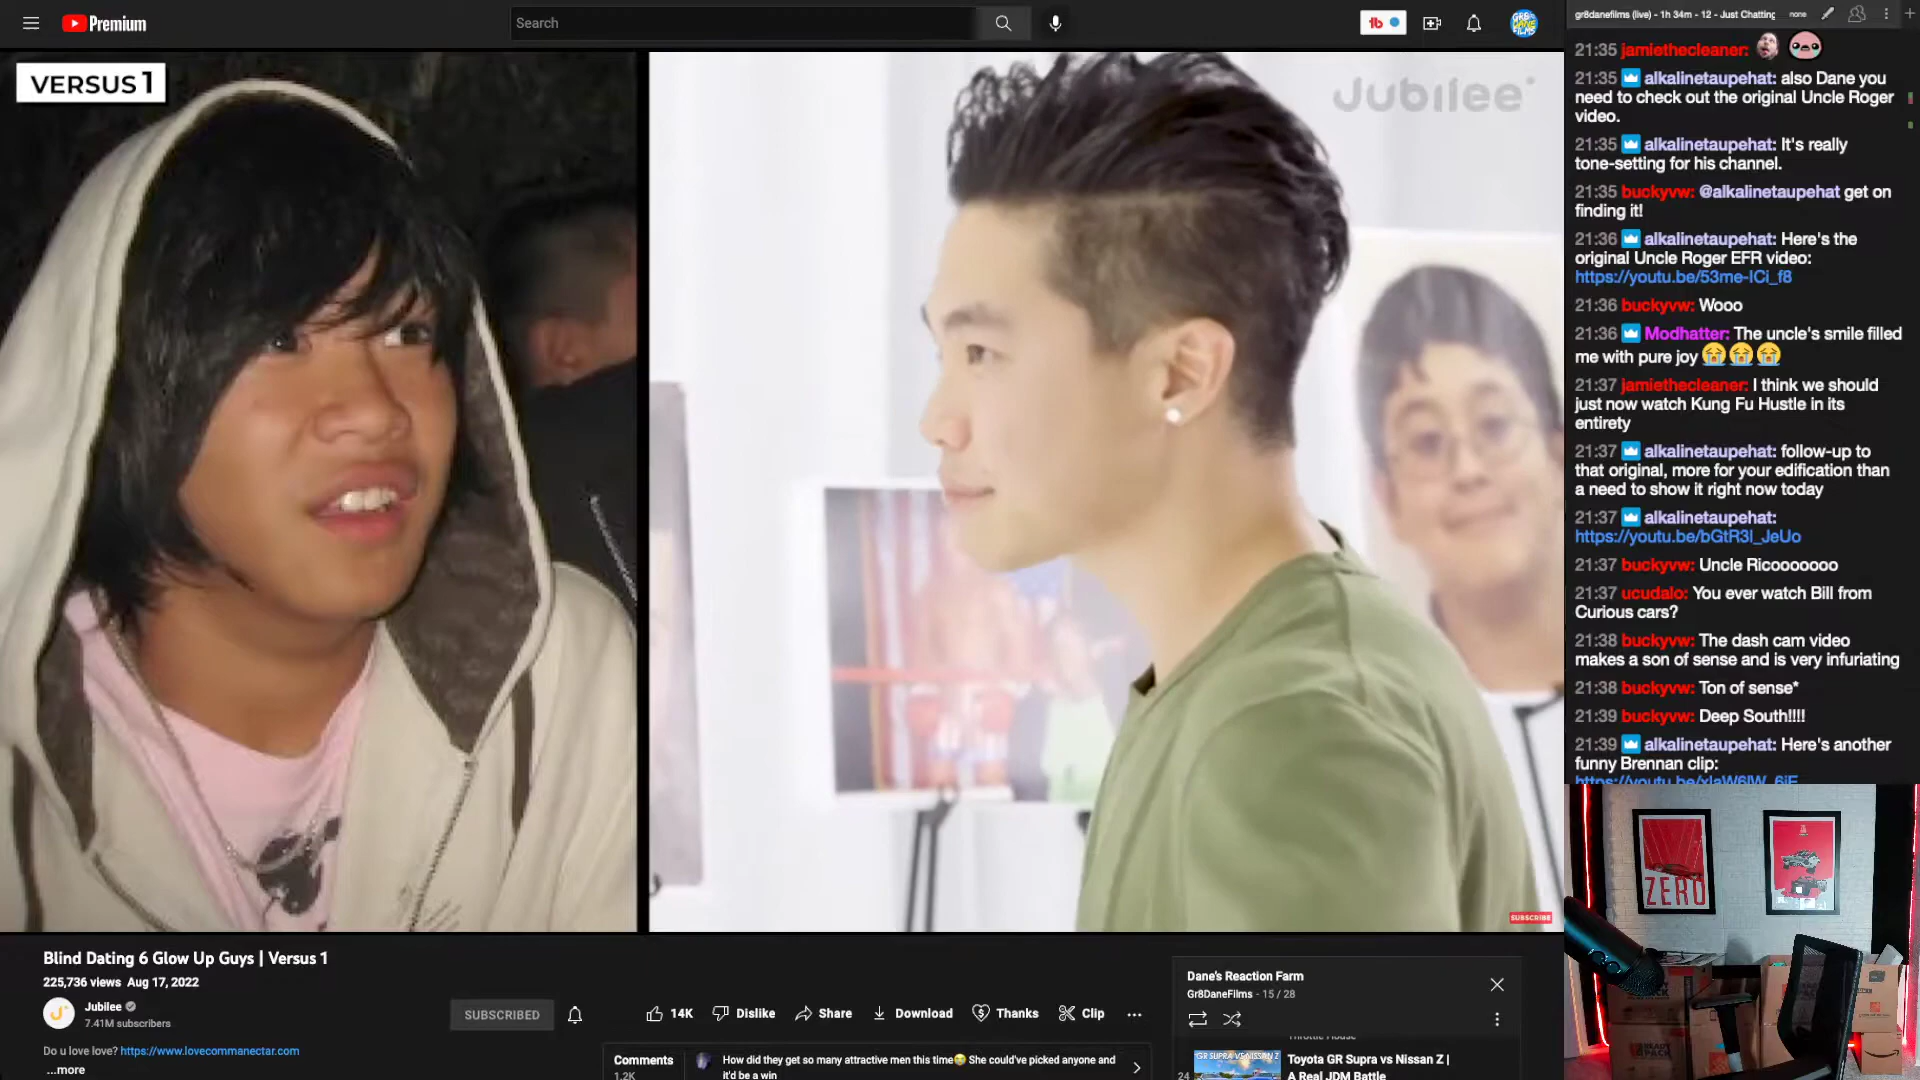 Premium
Search
VERSUS 1
Jubilee
SUBSCRIBE
Blind Dating 6 Glow Up Guys | Versus 1
225,736 views Aug 17, 2022
Jubilee
7.41M subscribers
SUBSCRIBED
14K
Dislike
Share
Download
Thanks
Clip
Do u love love? https://www.lovecommanectar.com
...more
Comments
1.2K
How did they get so many attractive men this time😅 She could've picked anyone and
it'd be a win
Dane's Reaction Farm
Gr8DaneFilms - 15 / 28
Throttle House
24
GR SUPRA VS NISSAN Z
Toyota GR Supra vs Nissan Z |
A Real JDM Battle
gr8danefilms (live) - 1h 34m - 12 - Just Chatting
none
21:35 jamiethecleaner:
21:35 alkalinetaupehat: also Dane you
need to check out the original Uncle Roger
video.
21:35 alkalinetaupehat: It's really
tone-setting for his channel.
21:35 buckyvw: @alkalinetaupehat get on
finding it!
21:36 alkalinetaupehat: Here's the
original Uncle Roger EFR video:
https://youtu.be/53me-ICi_f8
21:36 buckyvw: Wooo
21:36 Modhatter: The uncle's smile filled
me with pure joy 😭😭😭
21:37 jamiethecleaner: I think we should
just now watch Kung Fu Hustle in its
entirety
21:37 alkalinetaupehat: follow-up to
that original, more for your edification than
a need to show it right now today
21:37 alkalinetaupehat:
https://youtu.be/bGtR3l_JeUo
21:37 buckyvw: Uncle Ricooooooo
21:37 ucudalo: You ever watch Bill from
Curious cars?
21:38 buckyvw: The dash cam video
makes a son of sense and is very infuriating
21:38 buckyvw: Ton of sense*
21:39 buckyvw: Deep South!!!!
21:39 alkalinetaupehat: Here's another
funny Brennan clip:
ZERO